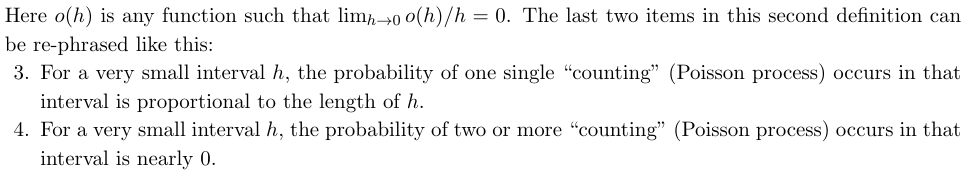 Here o(h) is any function such that lim_{h→0} o(h)/h = 0. The last two items in this second definition can
be re-phrased like this:
3. For a very small interval h, the probability of one single “counting” (Poisson process) occurs in that
interval is proportional to the length of h.
4. For a very small interval h, the probability of two or more “counting” (Poisson process) occurs in that
interval is nearly 0.